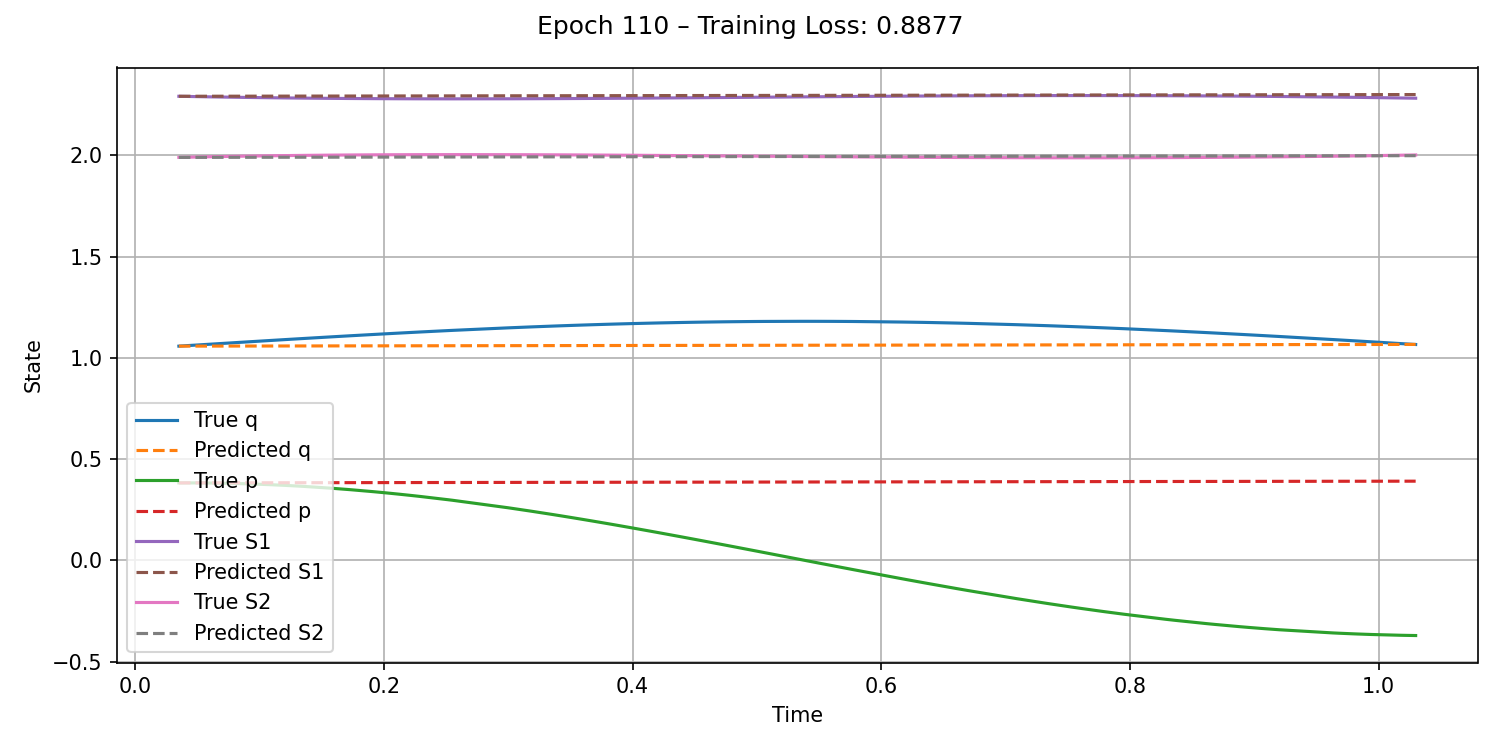 Epoch 110 – Training Loss: 0.8877
State
2.0
1.5
1.0
0.5
0.0
−0.5
True q
Predicted q
True p
Predicted p
True S1
Predicted S1
True S2
Predicted S2
0.0 0.2 0.4 0.6 0.8 1.0
Time